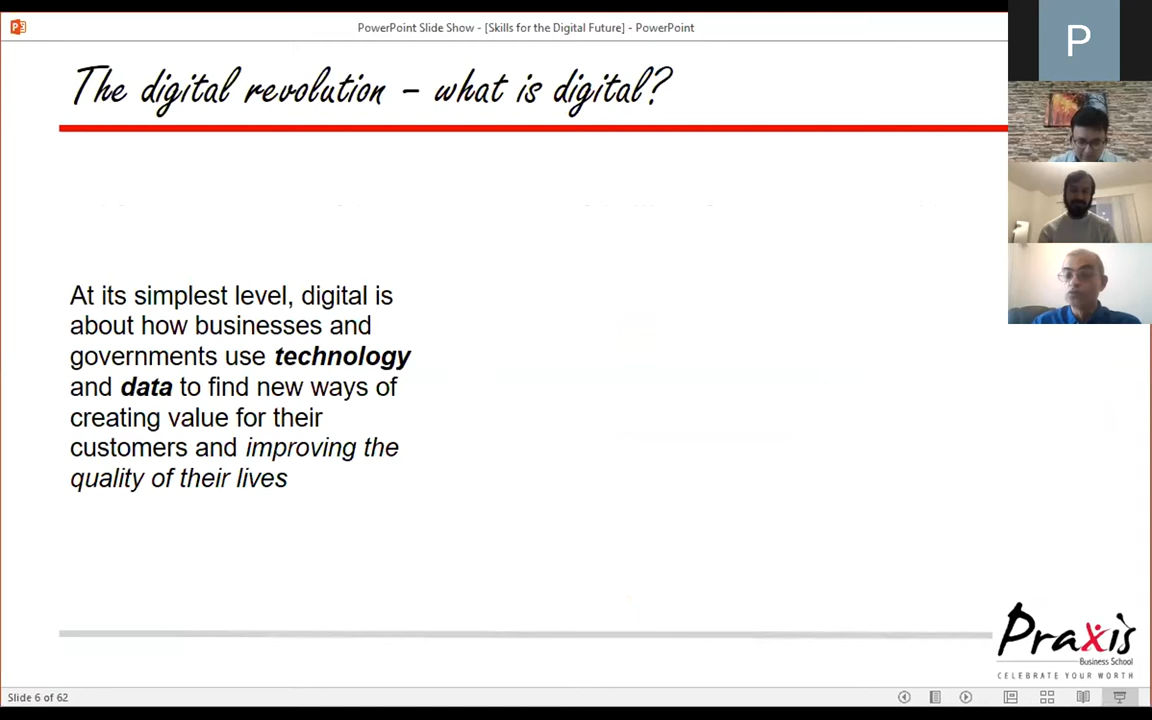 PowerPoint Slide Show - [Skills for the Digital Future] - PowerPoint
P
The digital revolution – what is digital?
At its simplest level, digital is
about how businesses and
governments use technology
and data to find new ways of
creating value for their
customers and improving the
quality of their lives
Praxis
Business School
CELEBRATE YOUR WORTH
Slide 6 of 62